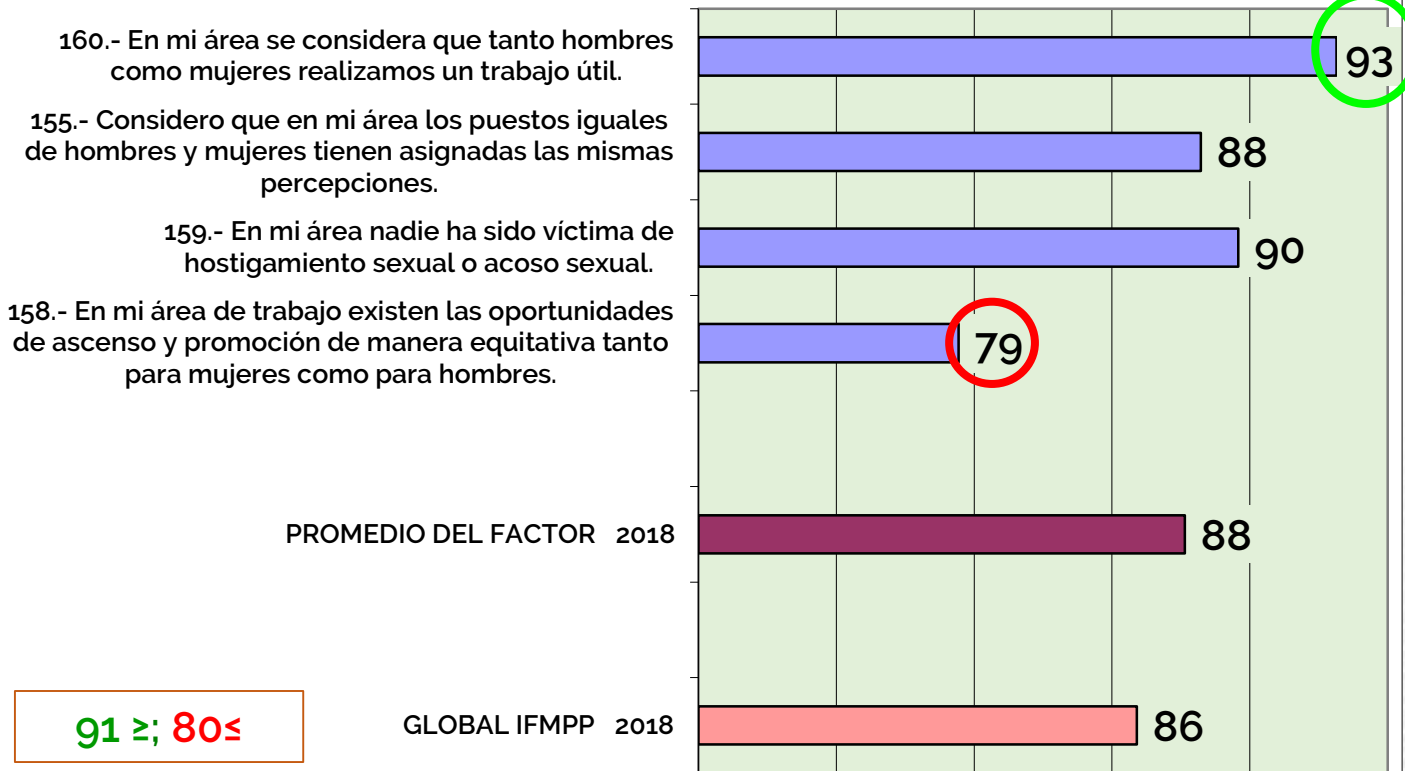 160.- En mi área se considera que tanto hombres
como mujeres realizamos un trabajo útil.
93
155.- Considero que en mi área los puestos iguales
de hombres y mujeres tienen asignadas las mismas
percepciones.
88
159.- En mi área nadie ha sido víctima de
hostigamiento sexual o acoso sexual.
90
158.- En mi área de trabajo existen las oportunidades
de ascenso y promoción de manera equitativa tanto
para mujeres como para hombres.
79
PROMEDIO DEL FACTOR 2018
88
91 ≥; 80≤
GLOBAL IFMPP 2018
86